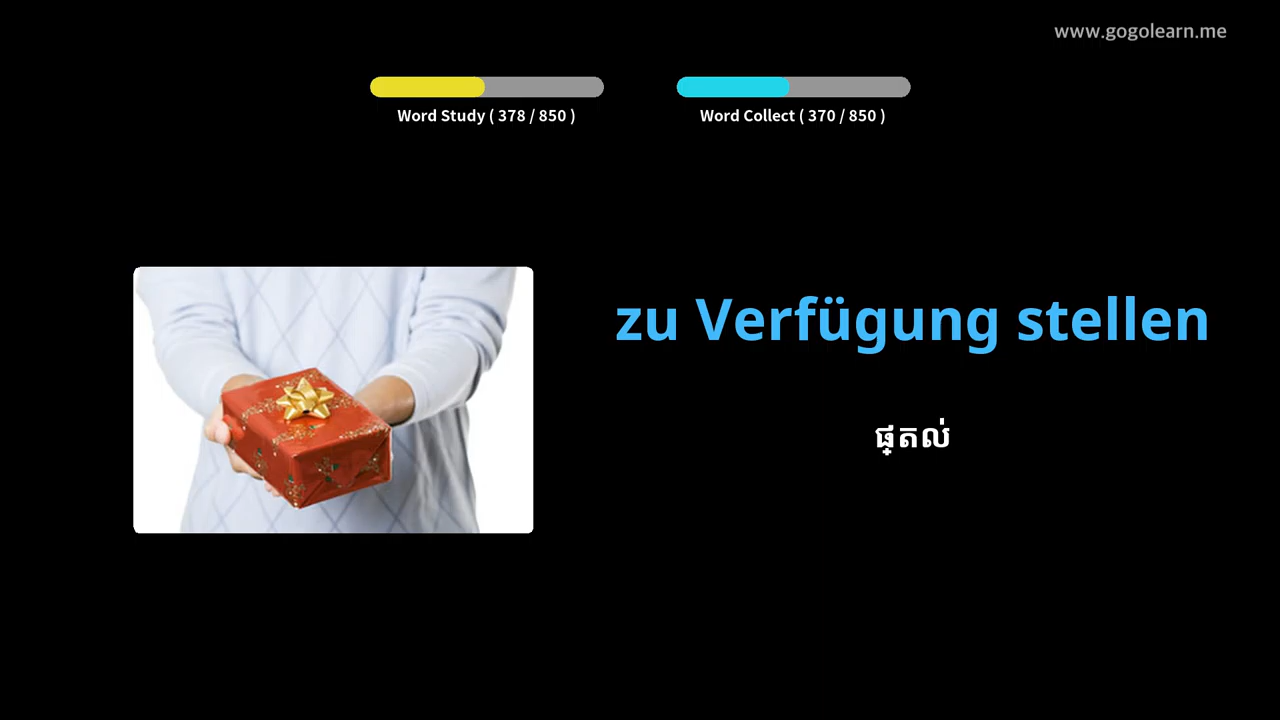 www.gogolearn.me
Word Study ( 378 / 850 )
Word Collect ( 370 / 850 )
zu Verfügung stellen
ផ្តល់